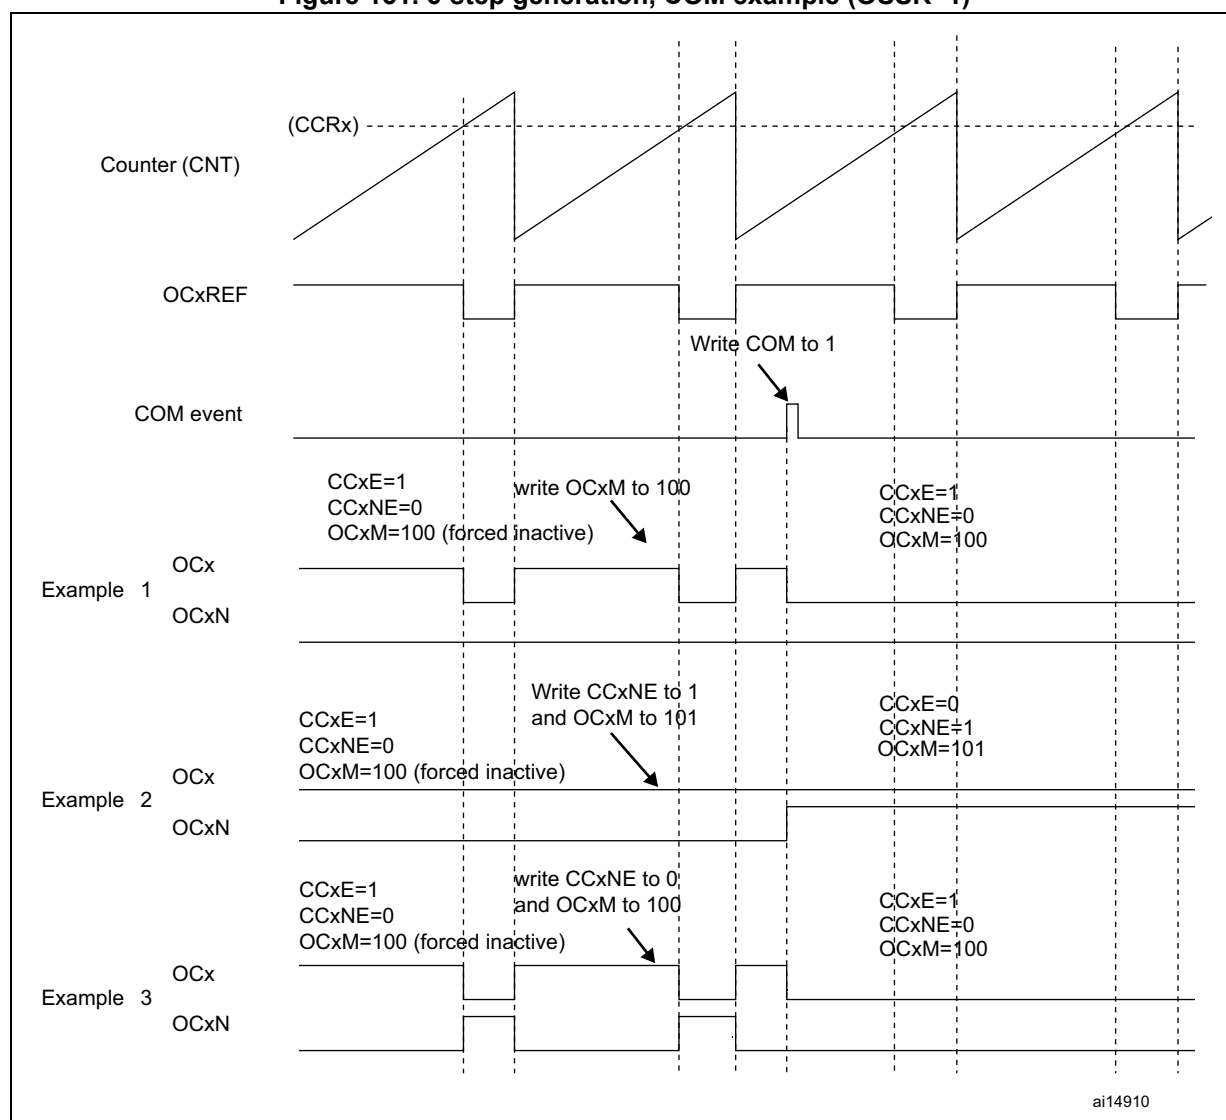 (CCRx)
Counter (CNT)
OCxREF
Write COM to 1
COM event
CCxE=1
CCxNE=0
OCxM=100 (forced inactive)
write OCxM to 100
CCxE=1
CCxNE=0
OCxM=100
OCx
Example 1
OCxN
Write CCxNE to 1
and OCxM to 101
CCxE=1
CCxNE=0
OCxM=100 (forced inactive)
CCxE=0
CCxNE=1
OCxM=101
OCx
Example 2
OCxN
write CCxNE to 0
and OCxM to 100
CCxE=1
CCxNE=0
OCxM=100 (forced inactive)
CCxE=1
CCxNE=0
OCxM=100
OCx
Example 3
OCxN
ai14910